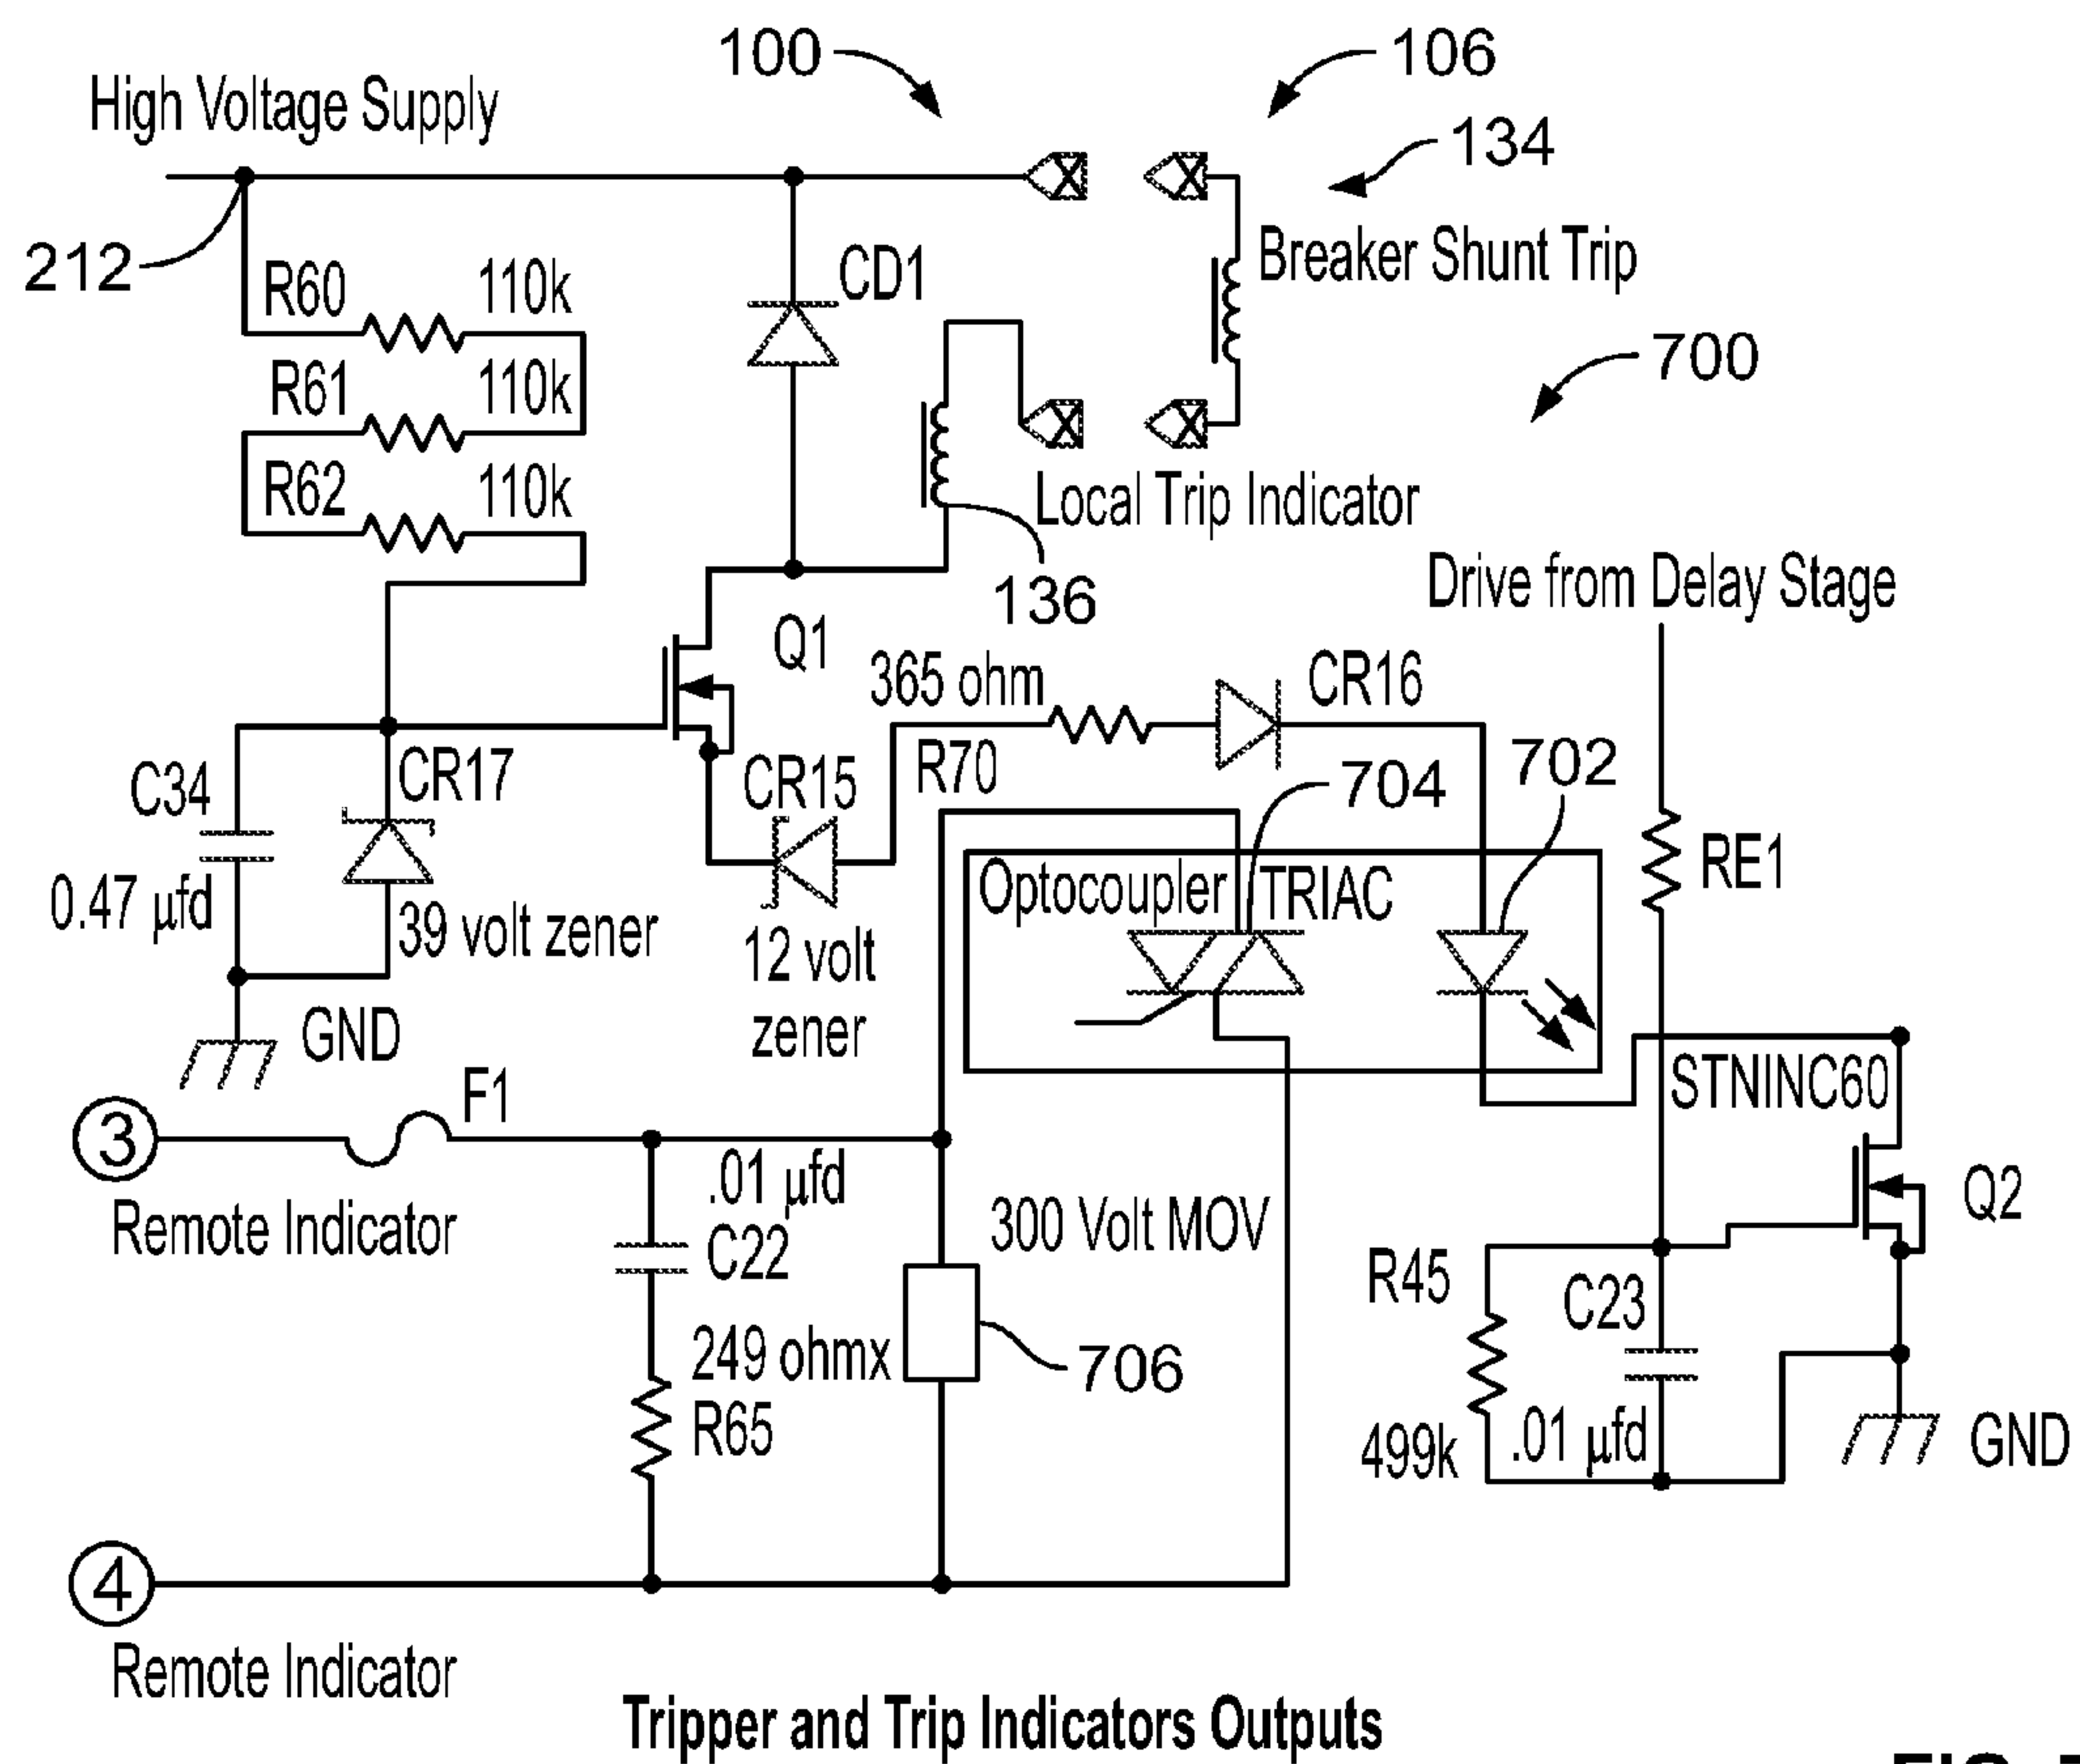 100
106
High Voltage Supply
134
212
R60 110k
CD1
Breaker Shunt Trip
R61 110k
700
R62 110k
Local Trip Indicator
136
Drive from Delay Stage
Q1
365 ohm
CR16
C34
CR17
CR15
R70
704
702
0.47 µfd
39 volt zener
12 volt
zener
Optocoupler TRIAC
RE1
GND
F1
STNINC60
3
Remote Indicator
.01 µfd
C22
300 Volt MOV
Q2
R45
C23
249 ohmx
R65
706
499k
.01 µfd
GND
4
Remote Indicator
Tripper and Trip Indicators Outputs